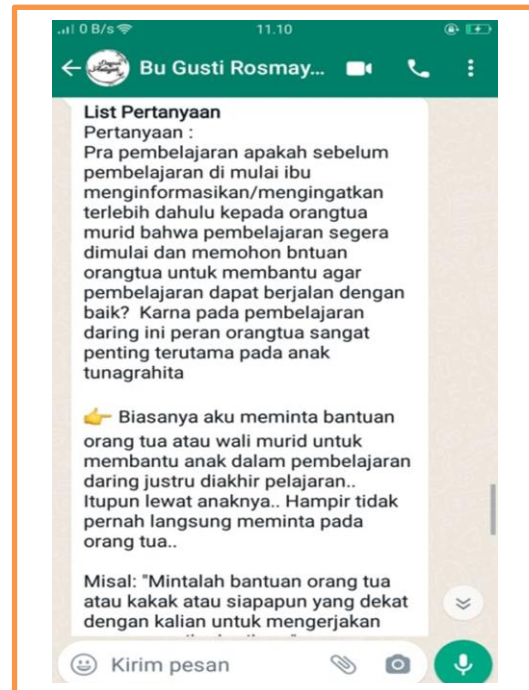 0 B/s 11.10
Bu Gusti Rosmay...
List Pertanyaan
Pertanyaan :
Pra pembelajaran apakah sebelum
pembelajaran di mulai ibu
menginformasikan/mengingatkan
terlebih dahulu kepada orangtua
murid bahwa pembelajaran segera
dimulai dan memohon bntuan
orangtua untuk membantu agar
pembelajaran dapat berjalan dengan
baik? Karna pada pembelajaran
daring ini peran orangtua sangat
penting terutama pada anak
tunagrahita
👉 Biasanya aku meminta bantuan
orang tua atau wali murid untuk
membantu anak dalam pembelajaran
daring justru diakhir pelajaran..
Itupun lewat anaknya.. Hampir tidak
pernah langsung meminta pada
orang tua..
Misal: "Mintalah bantuan orang tua
atau kakak atau siapapun yang dekat
dengan kalian untuk mengerjakan
Kirim pesan